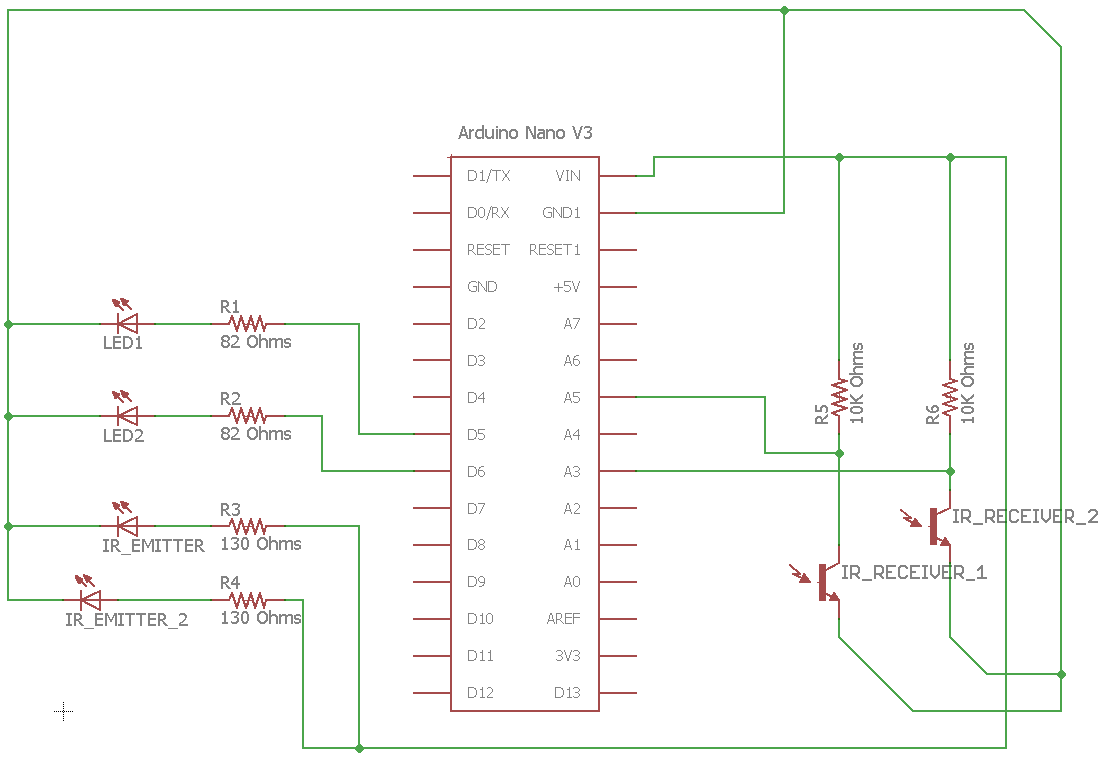 Arduino Nano V3
D1/TX VIN
D0/RX GND1
RESET RESET1
GND +5V
D2 A7
D3 A6
D4 A5
D5 A4
D6 A3
D7 A2
D8 A1
D9 A0
D10 AREF
D11 3V3
D12 D13
R1
LED1
82 Ohms
R2
LED2
82 Ohms
R3
IR_EMITTER
130 Ohms
R4
IR_EMITTER_2
130 Ohms
R5
10K Ohms
R6
10K Ohms
IR_RECEIVER_2
IR_RECEIVER_1